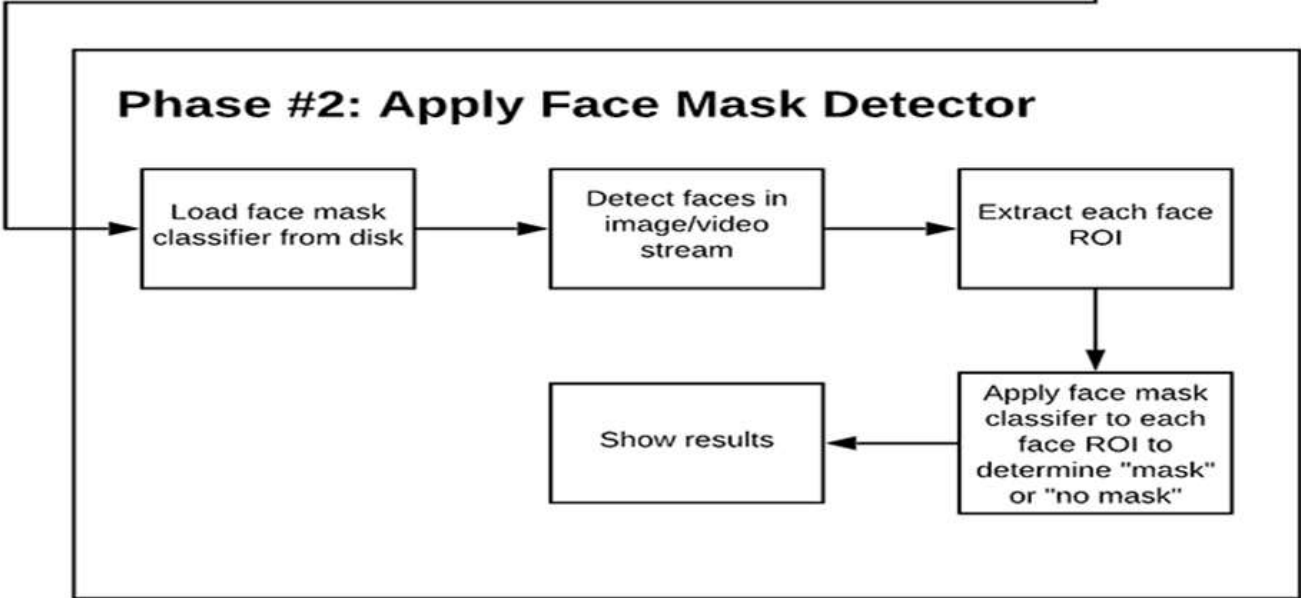 Phase #2: Apply Face Mask Detector
Load face mask
classifier from disk
Detect faces in
image/video
stream
Extract each face
ROI
Apply face mask
classifer to each
face ROI to
determine "mask"
or "no mask"
Show results